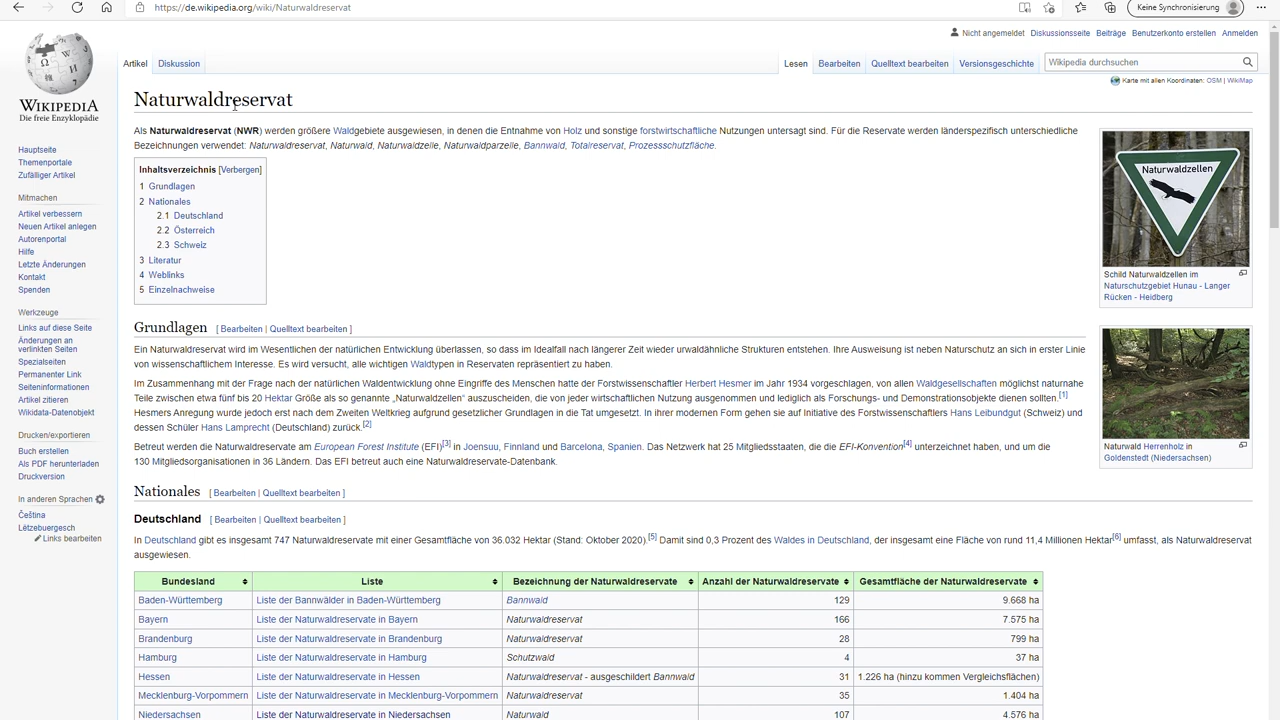 https://de.wikipedia.org/wiki/Naturwaldreservat
Keine Synchronisierung
Nicht angemeldet Diskussionsseite Beiträge Benutzerkonto erstellen Anmelden
WIKIPEDIA
Die freie Enzyklopädie
Artikel Diskussion
Lesen Bearbeiten Quelltext bearbeiten Versionsgeschichte
Wikipedia durchsuchen
Karte mit allen Koordinaten: OSM | WikiMap
Hauptseite
Themenportale
Zufälliger Artikel
Mitmachen
Artikel verbessern
Neuen Artikel anlegen
Autorenportal
Hilfe
Letzte Änderungen
Kontakt
Spenden
Werkzeuge
Links auf diese Seite
Änderungen an
verlinkten Seiten
Spezialseiten
Permanenter Link
Seiteninformationen
Artikel zitieren
Wikidata-Datenobjekt
Drucken/exportieren
Buch erstellen
Als PDF herunterladen
Druckversion
In anderen Sprachen
Čeština
Lëtzebuergesch
Links bearbeiten
Naturwaldreservat
Als Naturwaldreservat (NWR) werden größere Waldgebiete ausgewiesen, in denen die Entnahme von Holz und sonstige forstwirtschaftliche Nutzungen untersagt sind. Für die Reservate werden länderspezifisch unterschiedliche
Bezeichnungen verwendet: Naturwaldreservat, Naturwald, Naturwaldzelle, Naturwaldparzelle, Bannwald, Totalreservat, Prozessschutzfläche.
Inhaltsverzeichnis [Verbergen]
1 Grundlagen
2 Nationales
2.1 Deutschland
2.2 Österreich
2.3 Schweiz
3 Literatur
4 Weblinks
5 Einzelnachweise
Naturwaldzellen
Schild Naturwaldzellen im
Naturschutzgebiet Hunau - Langer
Rücken - Heidberg
Grundlagen [ Bearbeiten | Quelltext bearbeiten ]
Ein Naturwaldreservat wird im Wesentlichen der natürlichen Entwicklung überlassen, so dass im Idealfall nach längerer Zeit wieder urwaldähnliche Strukturen entstehen. Ihre Ausweisung ist neben Naturschutz an sich in erster Linie
von wissenschaftlichem Interesse. Es wird versucht, alle wichtigen Waldtypen in Reservaten repräsentiert zu haben.
Im Zusammenhang mit der Frage nach der natürlichen Waldentwicklung ohne Eingriffe des Menschen hatte der Forstwissenschaftler Herbert Hesmer im Jahr 1934 vorgeschlagen, von allen Waldgesellschaften möglichst naturnahe
Teile zwischen etwa fünf bis 20 Hektar Größe als so genannte „Naturwaldzellen“ auszuscheiden, die von jeder wirtschaftlichen Nutzung ausgenommen und lediglich als Forschungs- und Demonstrationsobjekte dienen sollten.[1]
Hesmers Anregung wurde jedoch erst nach dem Zweiten Weltkrieg aufgrund gesetzlicher Grundlagen in die Tat umgesetzt. In ihrer modernen Form gehen sie auf Initiative des Forstwissenschaftlers Hans Leibundgut (Schweiz) und
dessen Schüler Hans Lamprecht (Deutschland) zurück.[2]
Betreut werden die Naturwaldreservate am European Forest Institute (EFI)[3] in Joensuu, Finnland und Barcelona, Spanien. Das Netzwerk hat 25 Mitgliedsstaaten, die die EFI-Konvention[4] unterzeichnet haben, und um die
130 Mitgliedsorganisationen in 36 Ländern. Das EFI betreut auch eine Naturwaldreservate-Datenbank.
Naturwald Herrenholz in
Goldenstedt (Niedersachsen)
Nationales [ Bearbeiten | Quelltext bearbeiten ]
Deutschland [ Bearbeiten | Quelltext bearbeiten ]
In Deutschland gibt es insgesamt 747 Naturwaldreservate mit einer Gesamtfläche von 36.032 Hektar (Stand: Oktober 2020).[5] Damit sind 0,3 Prozent des Waldes in Deutschland, der insgesamt eine Fläche von rund 11,4 Millionen Hektar[6] umfasst, als Naturwaldreservat
ausgewiesen.
Bundesland Liste Bezeichnung der Naturwaldreservate Anzahl der Naturwaldreservate Gesamtfläche der Naturwaldreservate
Baden-Württemberg Liste der Bannwälder in Baden-Württemberg Bannwald 129 9.668 ha
Bayern Liste der Naturwaldreservate in Bayern Naturwaldreservat 166 7.575 ha
Brandenburg Liste der Naturwaldreservate in Brandenburg Naturwaldreservat 28 799 ha
Hamburg Liste der Naturwaldreservate in Hamburg Schutzwald 4 37 ha
Hessen Liste der Naturwaldreservate in Hessen Naturwaldreservat - ausgeschildert Bannwald 31 1.226 ha (hinzu kommen Vergleichsflächen)
Mecklenburg-Vorpommern Liste der Naturwaldreservate in Mecklenburg-Vorpommern Naturwaldreservat 35 1.404 ha
Niedersachsen Liste der Naturwaldreservate in Niedersachsen Naturwald 107 4.576 ha